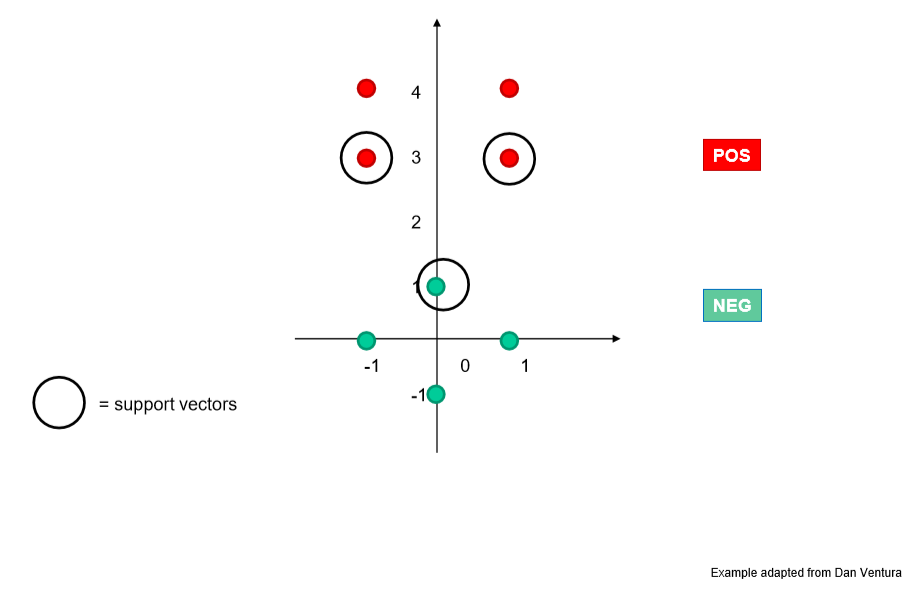 4
3
POS
2
1
NEG
-1 0 1
-1
= support vectors
Example adapted from Dan Ventura